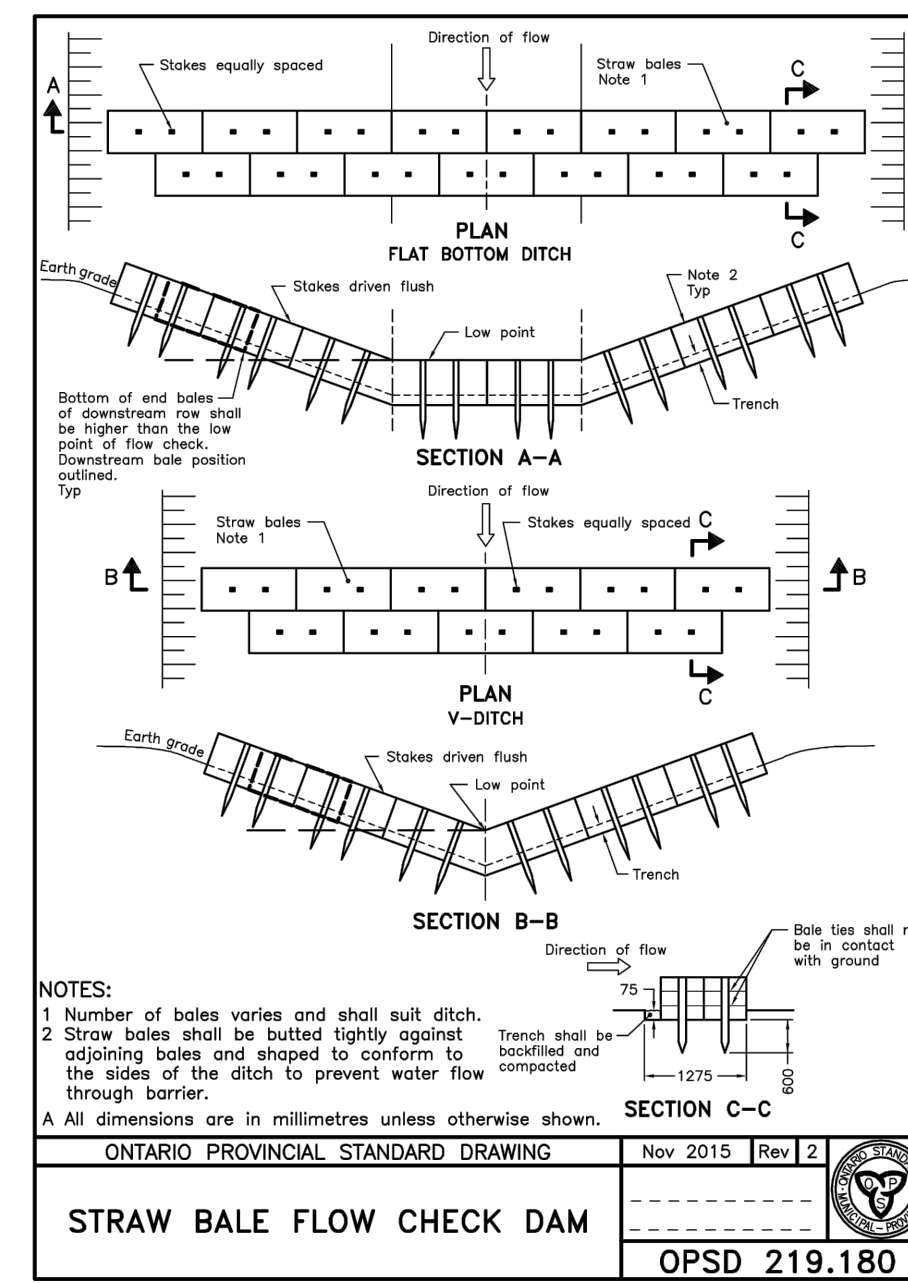 Direction of flow
Stakes equally spaced
Straw bales
Note 1
A
C
C
PLAN
FLAT BOTTOM DITCH
Earth grade
Stakes driven flush
Note 2
Typ
Low point
Trench
Bottom of end bales
of downstream row shall
be higher than the low
point of flow check.
Downstream bale position
outlined.
Typ
SECTION A-A
Direction of flow
Straw bales
Note 1
Stakes equally spaced
C
B
B
C
PLAN
V-DITCH
Earth grade
Stakes driven flush
Low point
Trench
SECTION B-B
Direction of flow
Bale ties shall
be in contact
with ground
75
Trench shall be
backfilled and
compacted
1275
600
SECTION C-C
NOTES:
1 Number of bales varies and shall suit ditch.
2 Straw bales shall be butted tightly against
adjoining bales and shaped to conform to
the sides of the ditch to prevent water flow
through barrier.
A All dimensions are in millimetres unless otherwise shown.
ONTARIO PROVINCIAL STANDARD DRAWING
Nov 2015 Rev 2
STRAW BALE FLOW CHECK DAM
OPS
OPSD 219.180